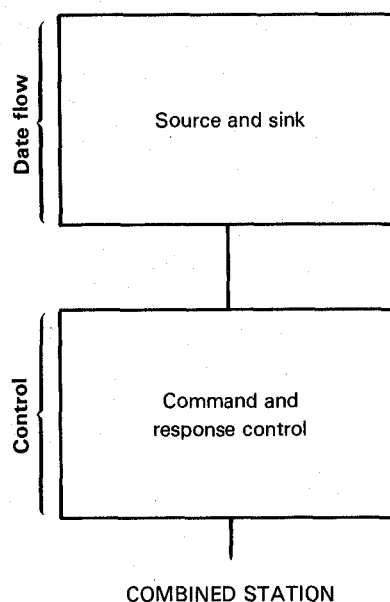 Date flow
Source and sink
Control
Command and
response control
COMBINED STATION